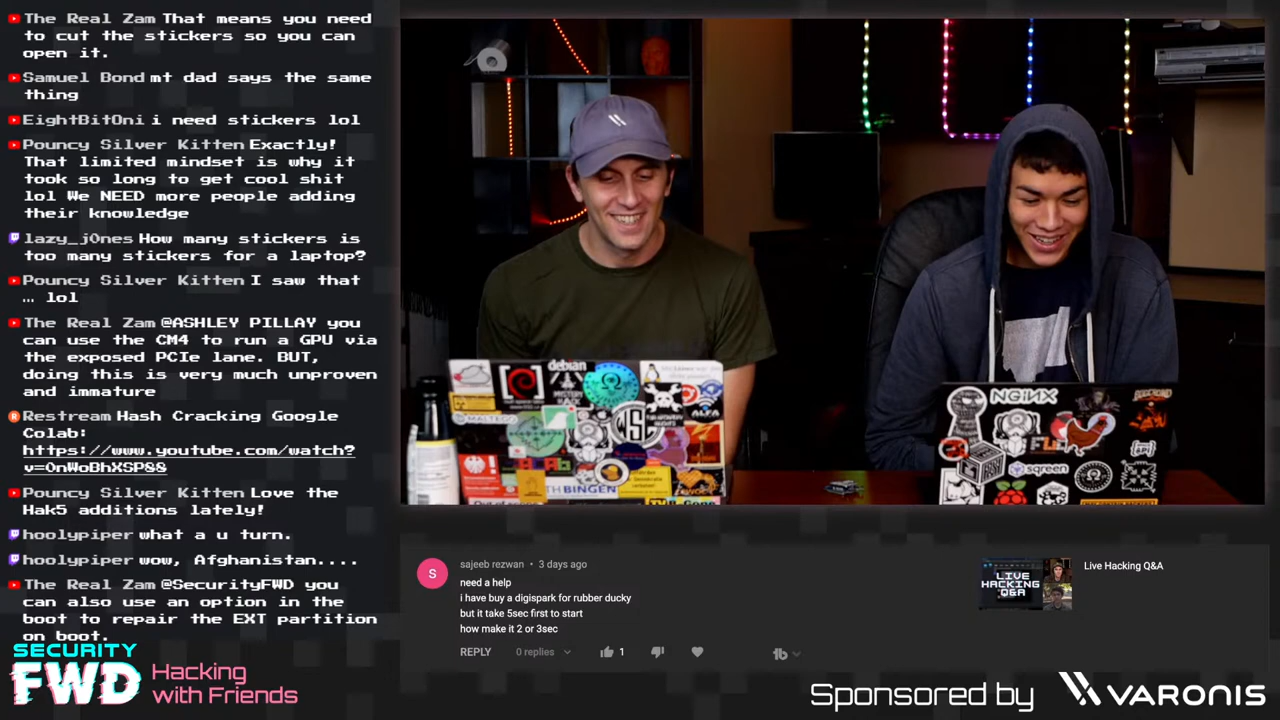 The Real Zam That means you need
to cut the stickers so you can
open it.
Samuel Bond mt dad says the same
thing
EightBitOni i need stickers lol
Pouncy Silver Kitten Exactly!
That limited mindset is why it
took so long to get cool shit
lol We NEED more people adding
their knowledge
lazy_j0nes How many stickers is
too many stickers for a laptop?
Pouncy Silver Kitten I saw that
… lol
The Real Zam @ASHLEY PILLAY you
can use the CM4 to run a GPU via
the exposed PCIe lane. BUT,
doing this is very much unproven
and immature
Restream Hash Cracking Google
Colab:
https://www.youtube.com/watch?
Pouncy Silver Kitten Love the
Hak5 additions lately!
hoolypiper what a u turn.
hoolypiper wow, Afghanistan....
The Real Zam @SecurityFWD you
can also use an option in the
boot to repair the EXT partition
on boot.
SECURITY
FWD
Hacking
with Friends
debian
MALTEGO
BINGEN
NGiNX
sqreen
S
sajeeb rezwan • 3 days ago
need a help
i have buy a digispark for rubber ducky
but it take 5sec first to start
how make it 2 or 3sec
REPLY 0 replies 1
LIVE
HACKING
Q&A
Live Hacking Q&A
Sponsored by VARONIS